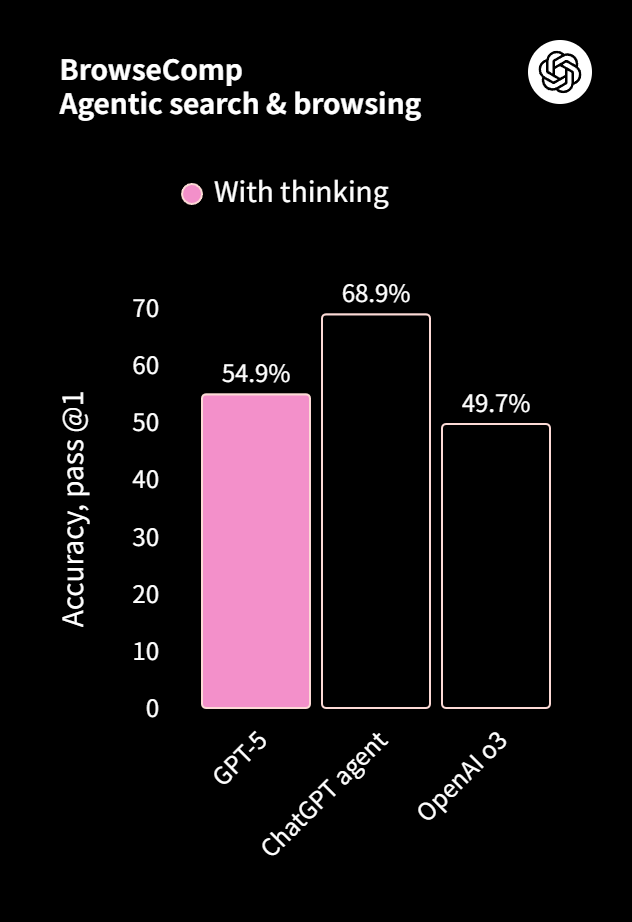 BrowseComp
Agentic search & browsing
With thinking
Accuracy, pass @1
70
60
50
40
30
20
10
0
54.9%
68.9%
49.7%
GPT-5
ChatGPT agent
OpenAI o3